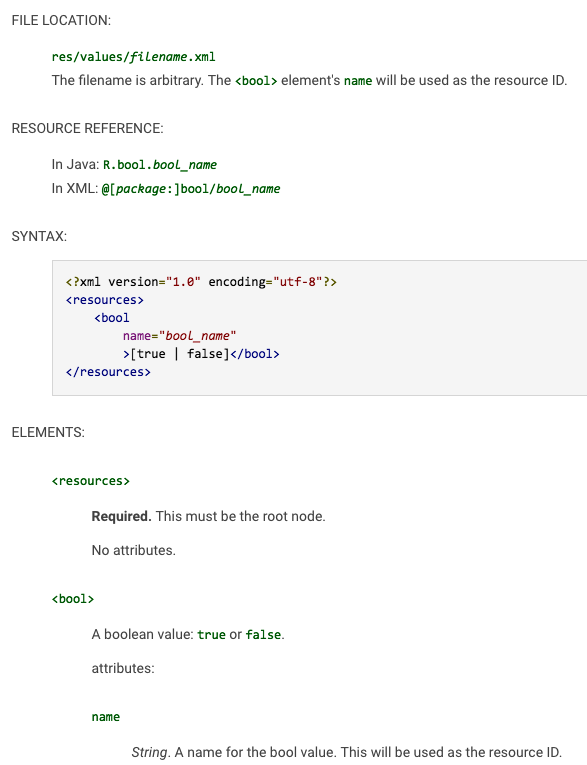 FILE LOCATION:
res/values/filename.xml
The filename is arbitrary. The <bool> element's name will be used as the resource ID.
RESOURCE REFERENCE:
In Java: R.bool.bool_name
In XML: @[package:]bool/bool_name
SYNTAX:
<?xml version="1.0" encoding="utf-8"?>
<resources>
    <bool
        name="bool_name"
        >[true | false]</bool>
</resources>
ELEMENTS:
<resources>
Required. This must be the root node.
No attributes.
<bool>
A boolean value: true or false.
attributes:
name
String. A name for the bool value. This will be used as the resource ID.